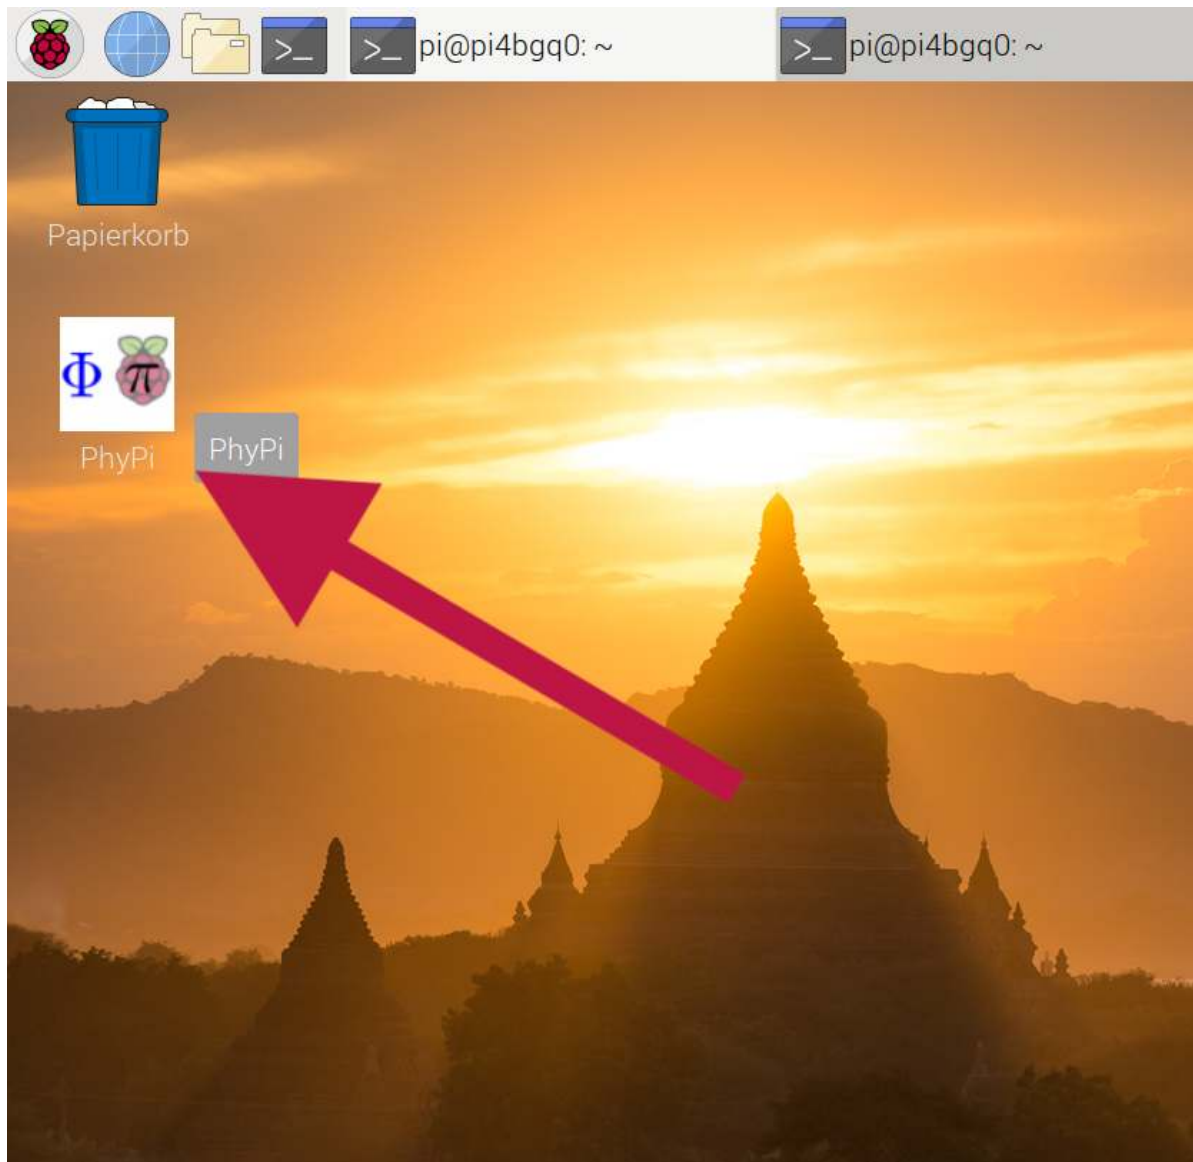 >_
>_ pi@pi4bgq0: ~
>_ pi@pi4bgq0: ~
Papierkorb
Φ π
PhyPi
PhyPi